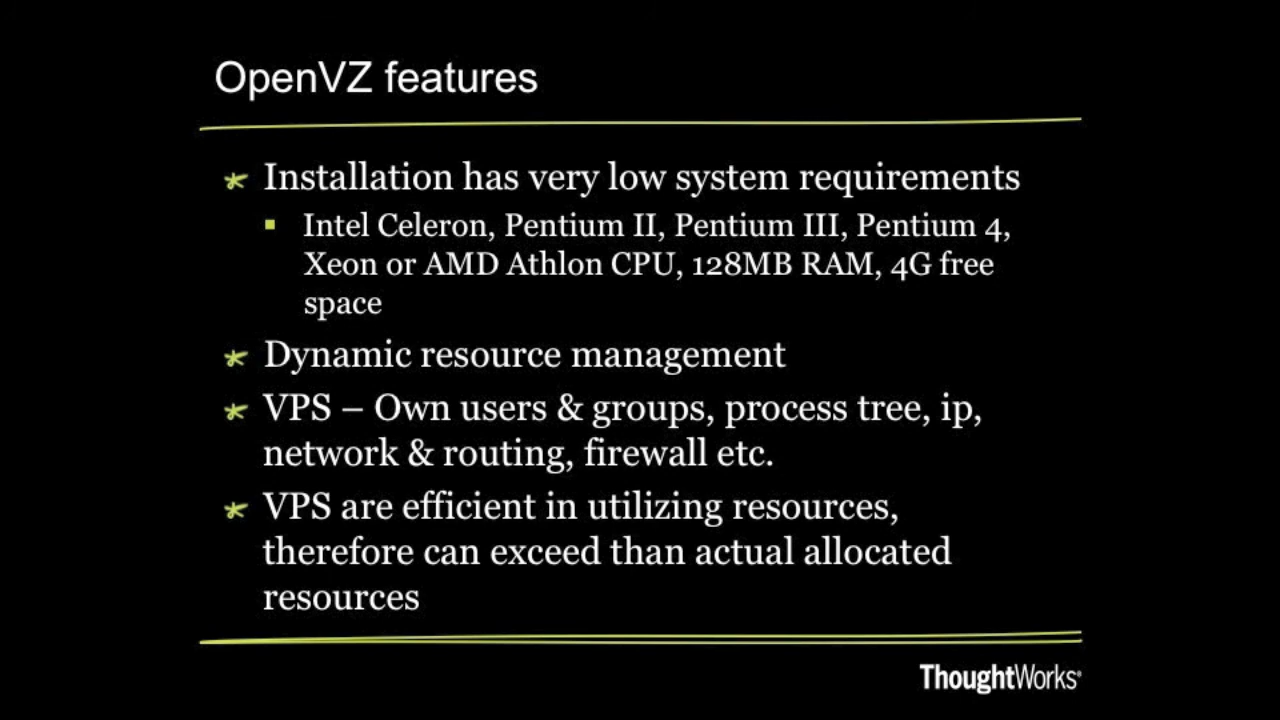 OpenVZ features
Installation has very low system requirements
Intel Celeron, Pentium II, Pentium III, Pentium 4,
Xeon or AMD Athlon CPU, 128MB RAM, 4G free
space
Dynamic resource management
VPS – Own users & groups, process tree, ip,
network & routing, firewall etc.
VPS are efficient in utilizing resources,
therefore can exceed than actual allocated
resources
ThoughtWorks®